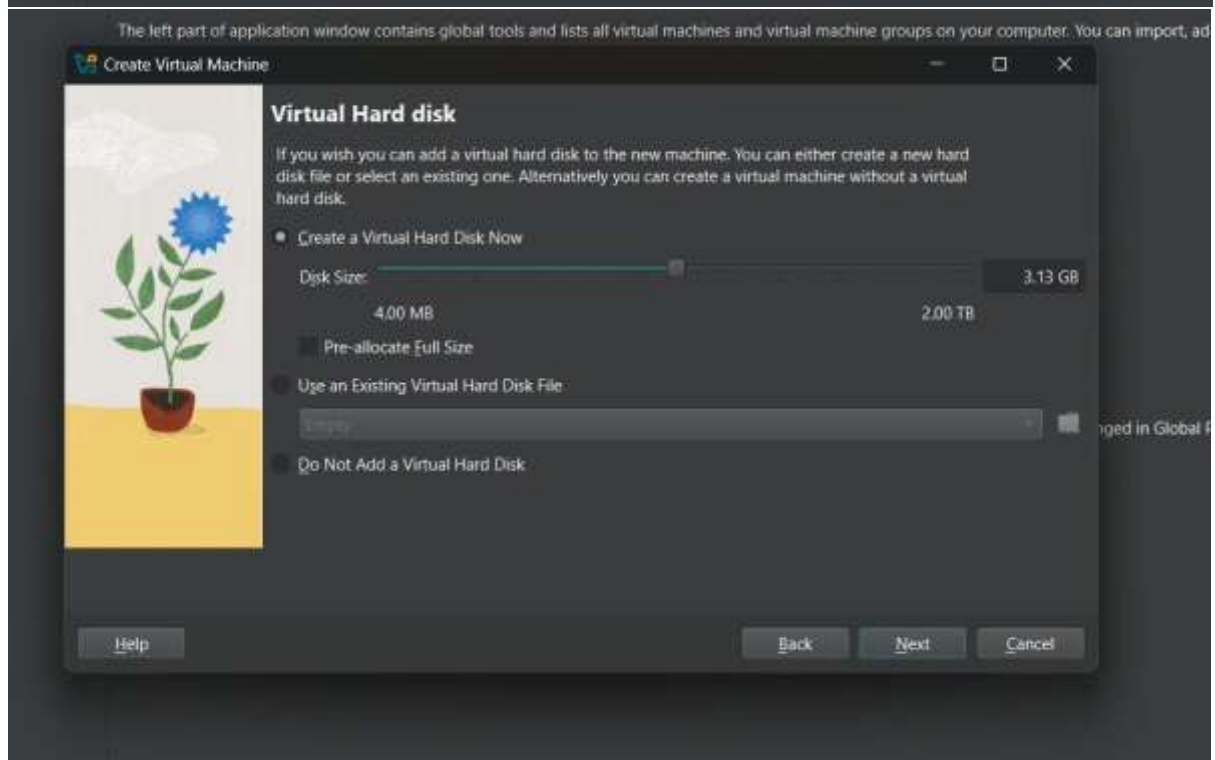 The left part of application window contains global tools and lists all virtual machines and virtual machine groups on your computer. You can import, ad
Create Virtual Machine
Virtual Hard disk
If you wish you can add a virtual hard disk to the new machine. You can either create a new hard
disk file or select an existing one. Alternatively you can create a virtual machine without a virtual
hard disk.
Create a Virtual Hard Disk Now
Disk Size:
3.13 GB
4.00 MB
2.00 TB
Pre-allocate Full Size
Use an Existing Virtual Hard Disk File
Empty
nged in Global P
Do Not Add a Virtual Hard Disk
Help
Back
Next
Cancel